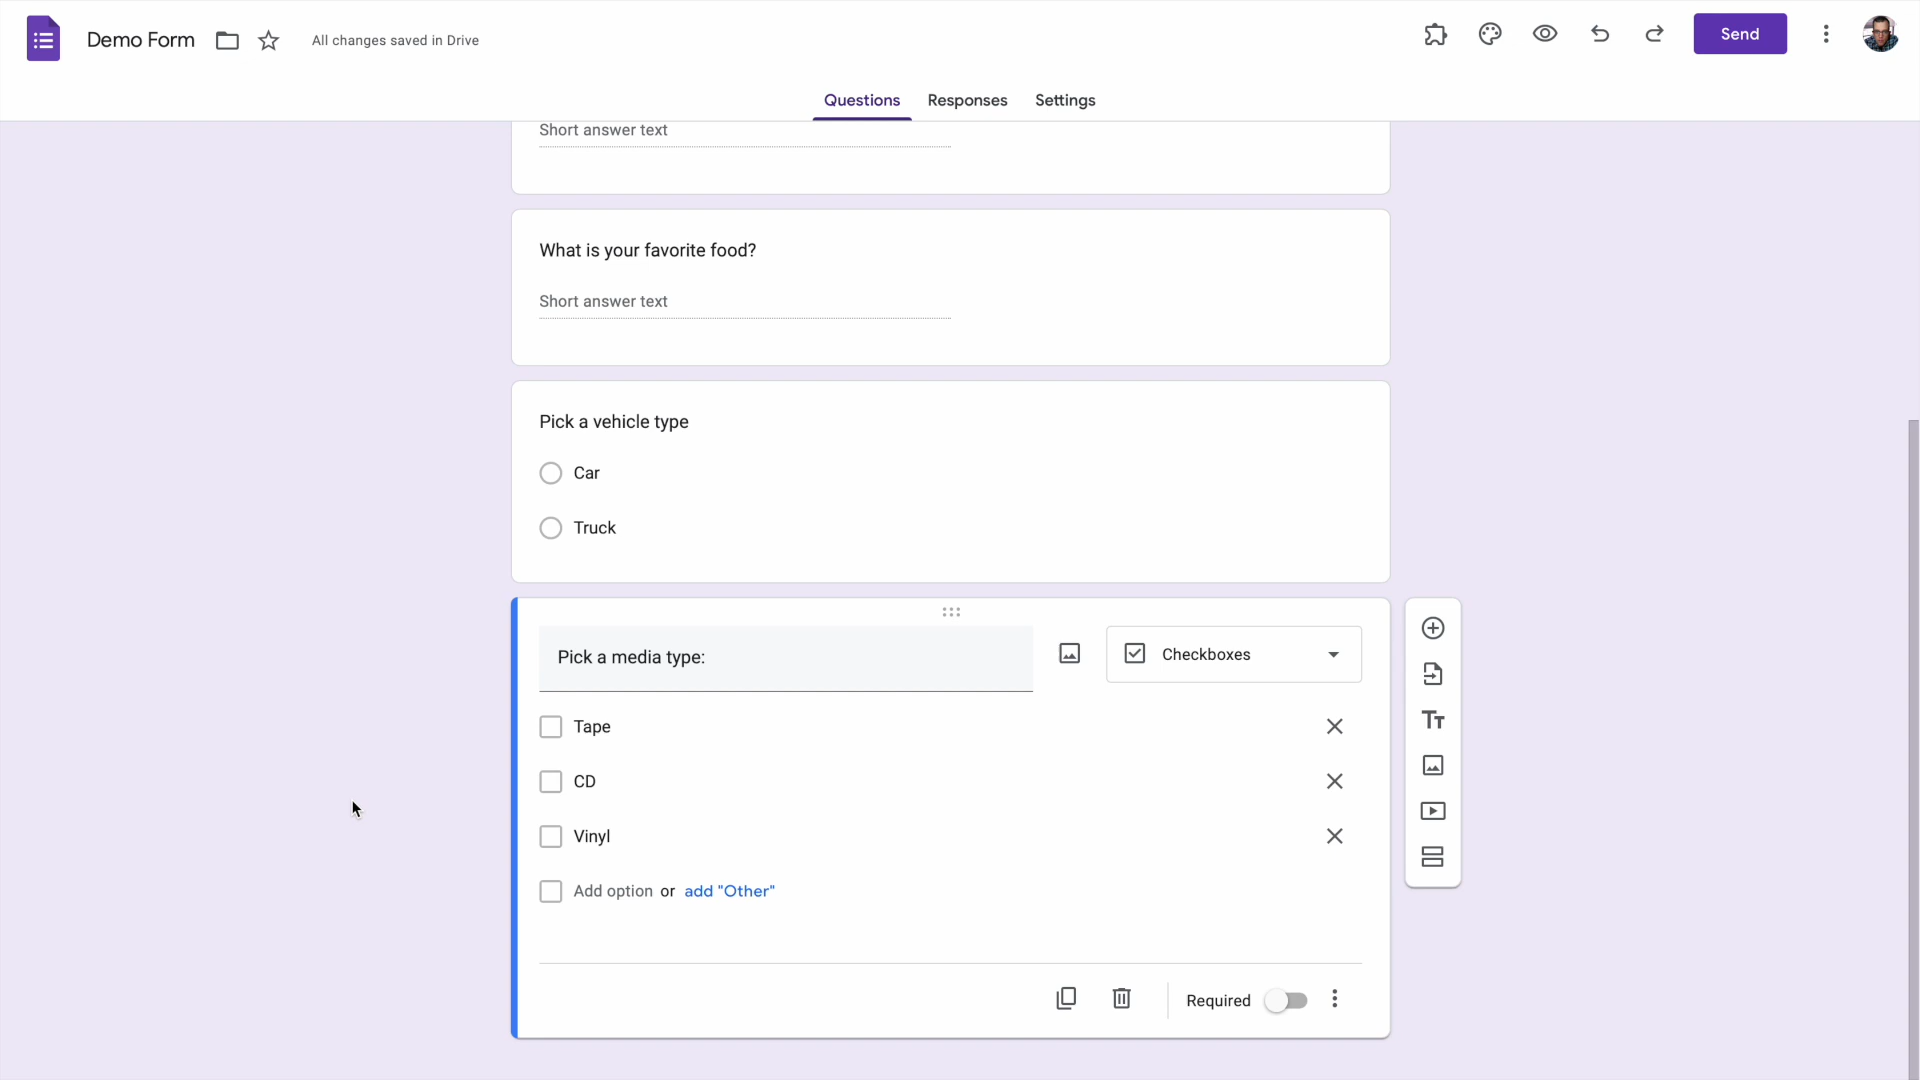 Demo Form
All changes saved in Drive
Send
Questions Responses Settings
Short answer text
What is your favorite food?
Short answer text
Pick a vehicle type
Car
Truck
Pick a media type:
Checkboxes
Tape
CD
Vinyl
Add option or add "Other"
Required
Tт